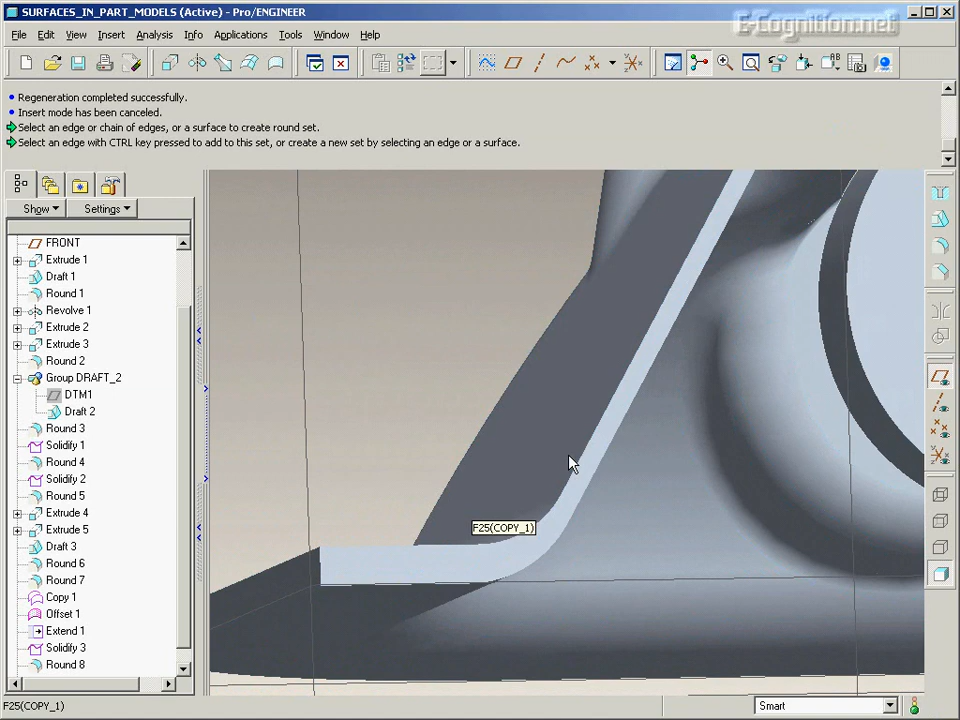 SURFACES_IN_PART_MODELS (Active) - Pro/ENGINEER
E-Cognition.net
File Edit View Insert Analysis Info Applications Tools Window Help
• Regeneration completed successfully.
• Insert mode has been canceled.
Select an edge or chain of edges, or a surface to create round set.
Select an edge with CTRL key pressed to add to this set, or create a new set by selecting an edge or a surface.
Show Settings
FRONT
Extrude 1
Draft 1
Round 1
Revolve 1
Extrude 2
Extrude 3
Round 2
Group DRAFT_2
DTM1
Draft 2
Round 3
Solidify 1
Round 4
Solidify 2
Round 5
Extrude 4
Extrude 5
Draft 3
Round 6
Round 7
Copy 1
Offset 1
Extend 1
Solidify 3
Round 8
F25(COPY_1)
F25(COPY_1)
Smart